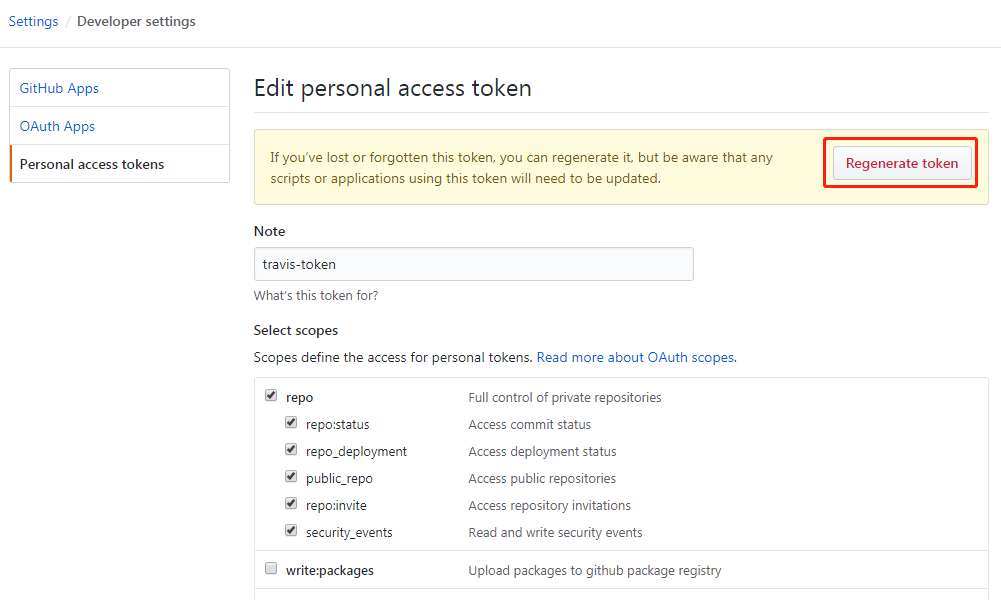 Settings / Developer settings
GitHub Apps
OAuth Apps
Personal access tokens
Edit personal access token
If you've lost or forgotten this token, you can regenerate it, but be aware that any
scripts or applications using this token will need to be updated.
Regenerate token
Note
travis-token
What's this token for?
Select scopes
Scopes define the access for personal tokens. Read more about OAuth scopes.
repo Full control of private repositories
repo:status Access commit status
repo_deployment Access deployment status
public_repo Access public repositories
repo:invite Access repository invitations
security_events Read and write security events
write:packages Upload packages to github package registry